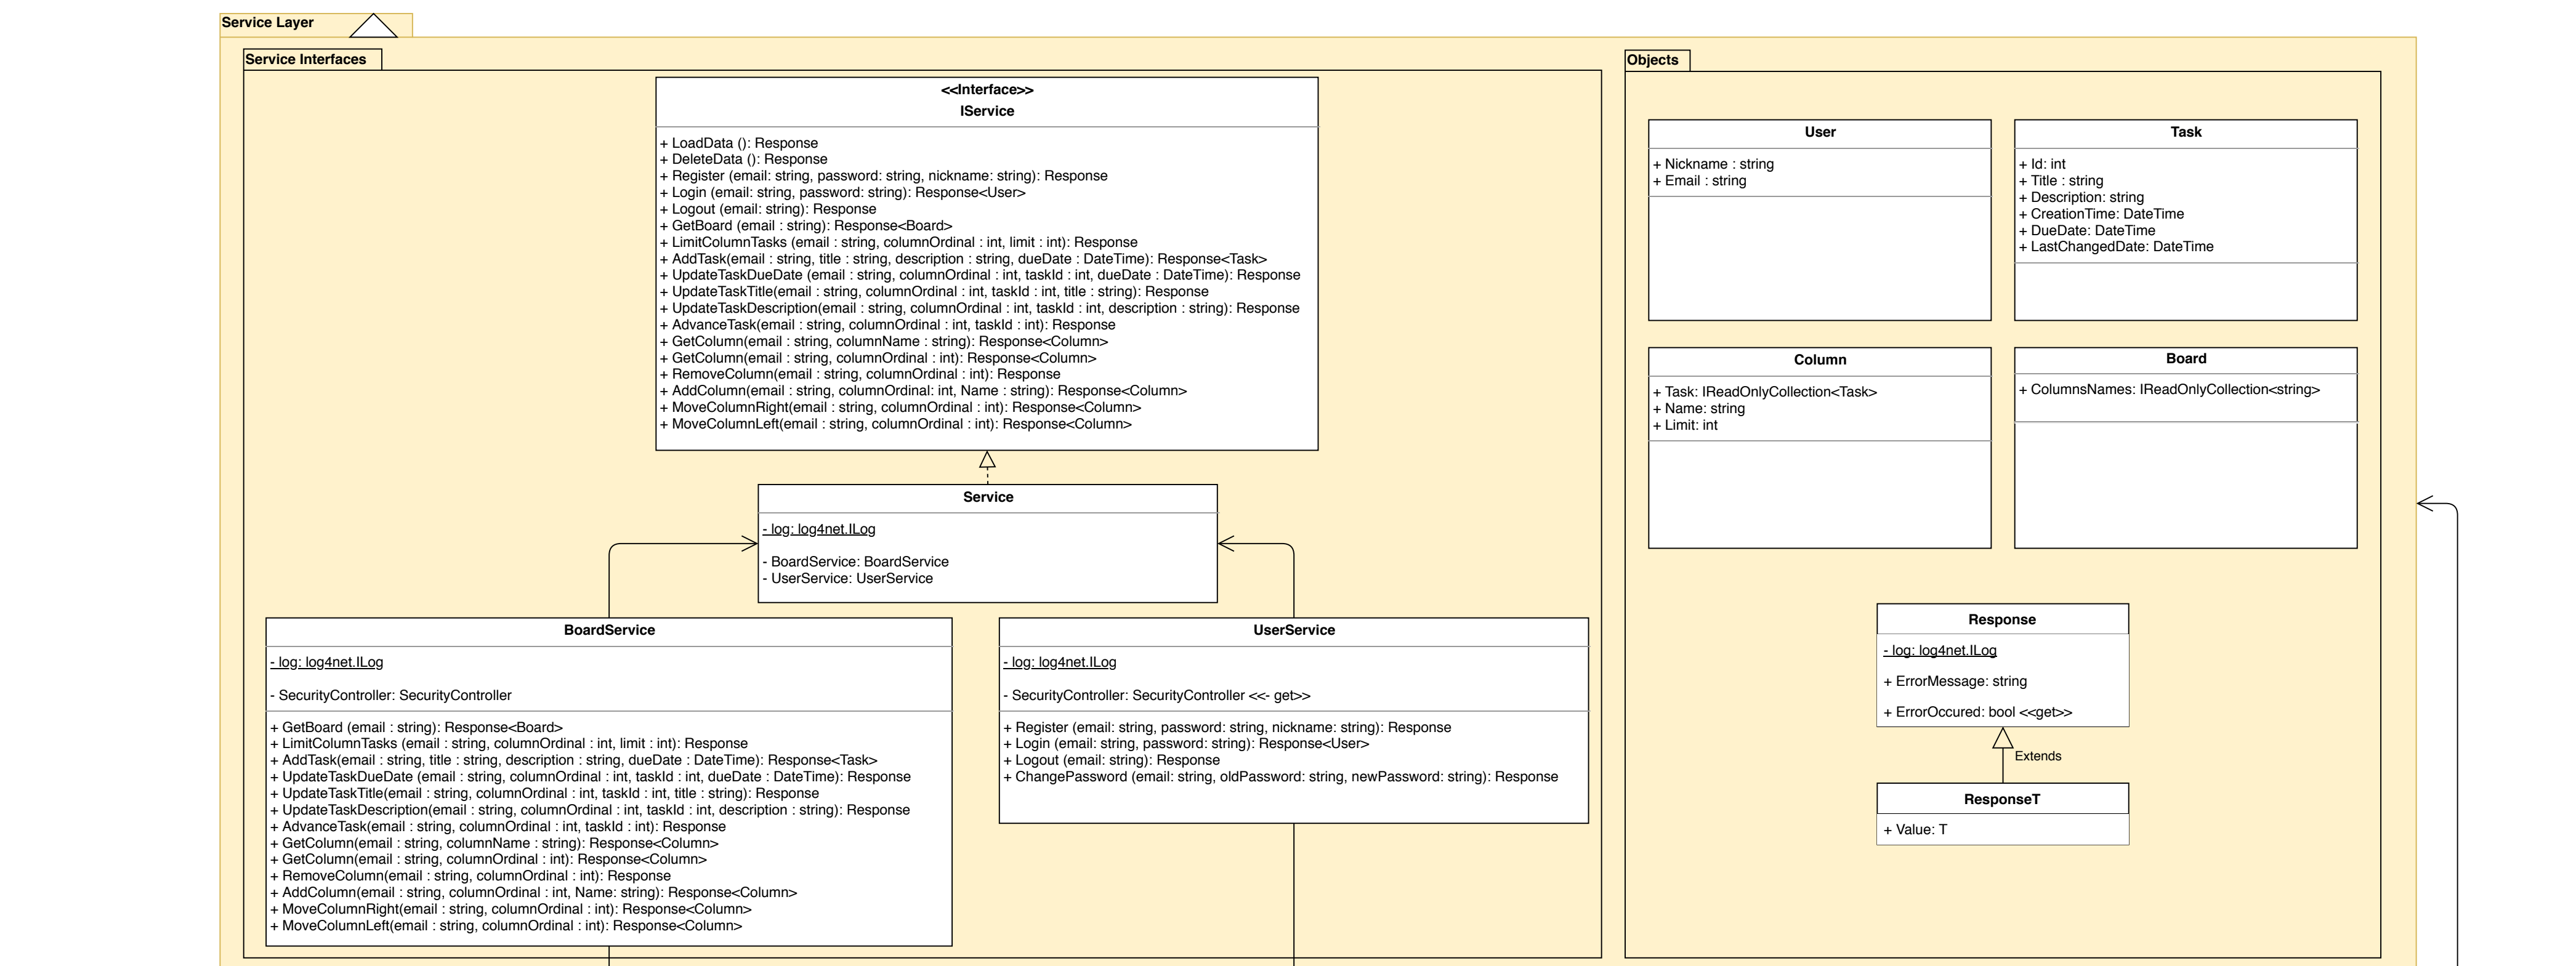 Service Layer
Service Interfaces
<<Interface>>
IService
+ LoadData (): Response
+ DeleteData (): Response
+ Register (email: string, password: string, nickname: string): Response
+ Login (email: string, password: string): Response<User>
+ Logout (email: string): Response
+ GetBoard (email : string): Response<Board>
+ LimitColumnTasks (email : string, columnOrdinal : int, limit : int): Response
+ AddTask(email : string, title : string, description : string, dueDate : DateTime): Response<Task>
+ UpdateTaskDueDate (email : string, columnOrdinal : int, taskId : int, dueDate : DateTime): Response
+ UpdateTaskTitle(email : string, columnOrdinal : int, taskId : int, title : string): Response
+ UpdateTaskDescription(email : string, columnOrdinal : int, taskId : int, description : string): Response
+ AdvanceTask(email : string, columnOrdinal : int, taskId : int): Response
+ GetColumn(email : string, columnName : string): Response<Column>
+ GetColumn(email : string, columnOrdinal : int): Response<Column>
+ RemoveColumn(email : string, columnOrdinal : int): Response
+ AddColumn(email : string, columnOrdinal: int, Name : string): Response<Column>
+ MoveColumnRight(email : string, columnOrdinal : int): Response<Column>
+ MoveColumnLeft(email : string, columnOrdinal : int): Response<Column>
Service
- log: log4net.ILog
- BoardService: BoardService
- UserService: UserService
BoardService
- log: log4net.ILog
- SecurityController: SecurityController
+ GetBoard (email : string): Response<Board>
+ LimitColumnTasks (email : string, columnOrdinal : int, limit : int): Response
+ AddTask(email : string, title : string, description : string, dueDate : DateTime): Response<Task>
+ UpdateTaskDueDate (email : string, columnOrdinal : int, taskId : int, dueDate : DateTime): Response
+ UpdateTaskTitle(email : string, columnOrdinal : int, taskId : int, title : string): Response
+ UpdateTaskDescription(email : string, columnOrdinal : int, taskId : int, description : string): Response
+ AdvanceTask(email : string, columnOrdinal : int, taskId : int): Response
+ GetColumn(email : string, columnName : string): Response<Column>
+ GetColumn(email : string, columnOrdinal : int): Response<Column>
+ RemoveColumn(email : string, columnOrdinal : int): Response
+ AddColumn(email : string, columnOrdinal : int, Name: string): Response<Column>
+ MoveColumnRight(email : string, columnOrdinal : int): Response<Column>
+ MoveColumnLeft(email : string, columnOrdinal : int): Response<Column>
UserService
- log: log4net.ILog
- SecurityController: SecurityController <<- get>>
+ Register (email: string, password: string, nickname: string): Response
+ Login (email: string, password: string): Response<User>
+ Logout (email: string): Response
+ ChangePassword (email: string, oldPassword: string, newPassword: string): Response
Objects
User
+ Nickname : string
+ Email : string
Task
+ Id: int
+ Title : string
+ Description: string
+ CreationTime: DateTime
+ DueDate: DateTime
+ LastChangedDate: DateTime
Column
+ Task: IReadOnlyCollection<Task>
+ Name: string
+ Limit: int
Board
+ ColumnsNames: IReadOnlyCollection<string>
Response
- log: log4net.ILog
+ ErrorMessage: string
+ ErrorOccured: bool <<get>>
Extends
ResponseT
+ Value: T